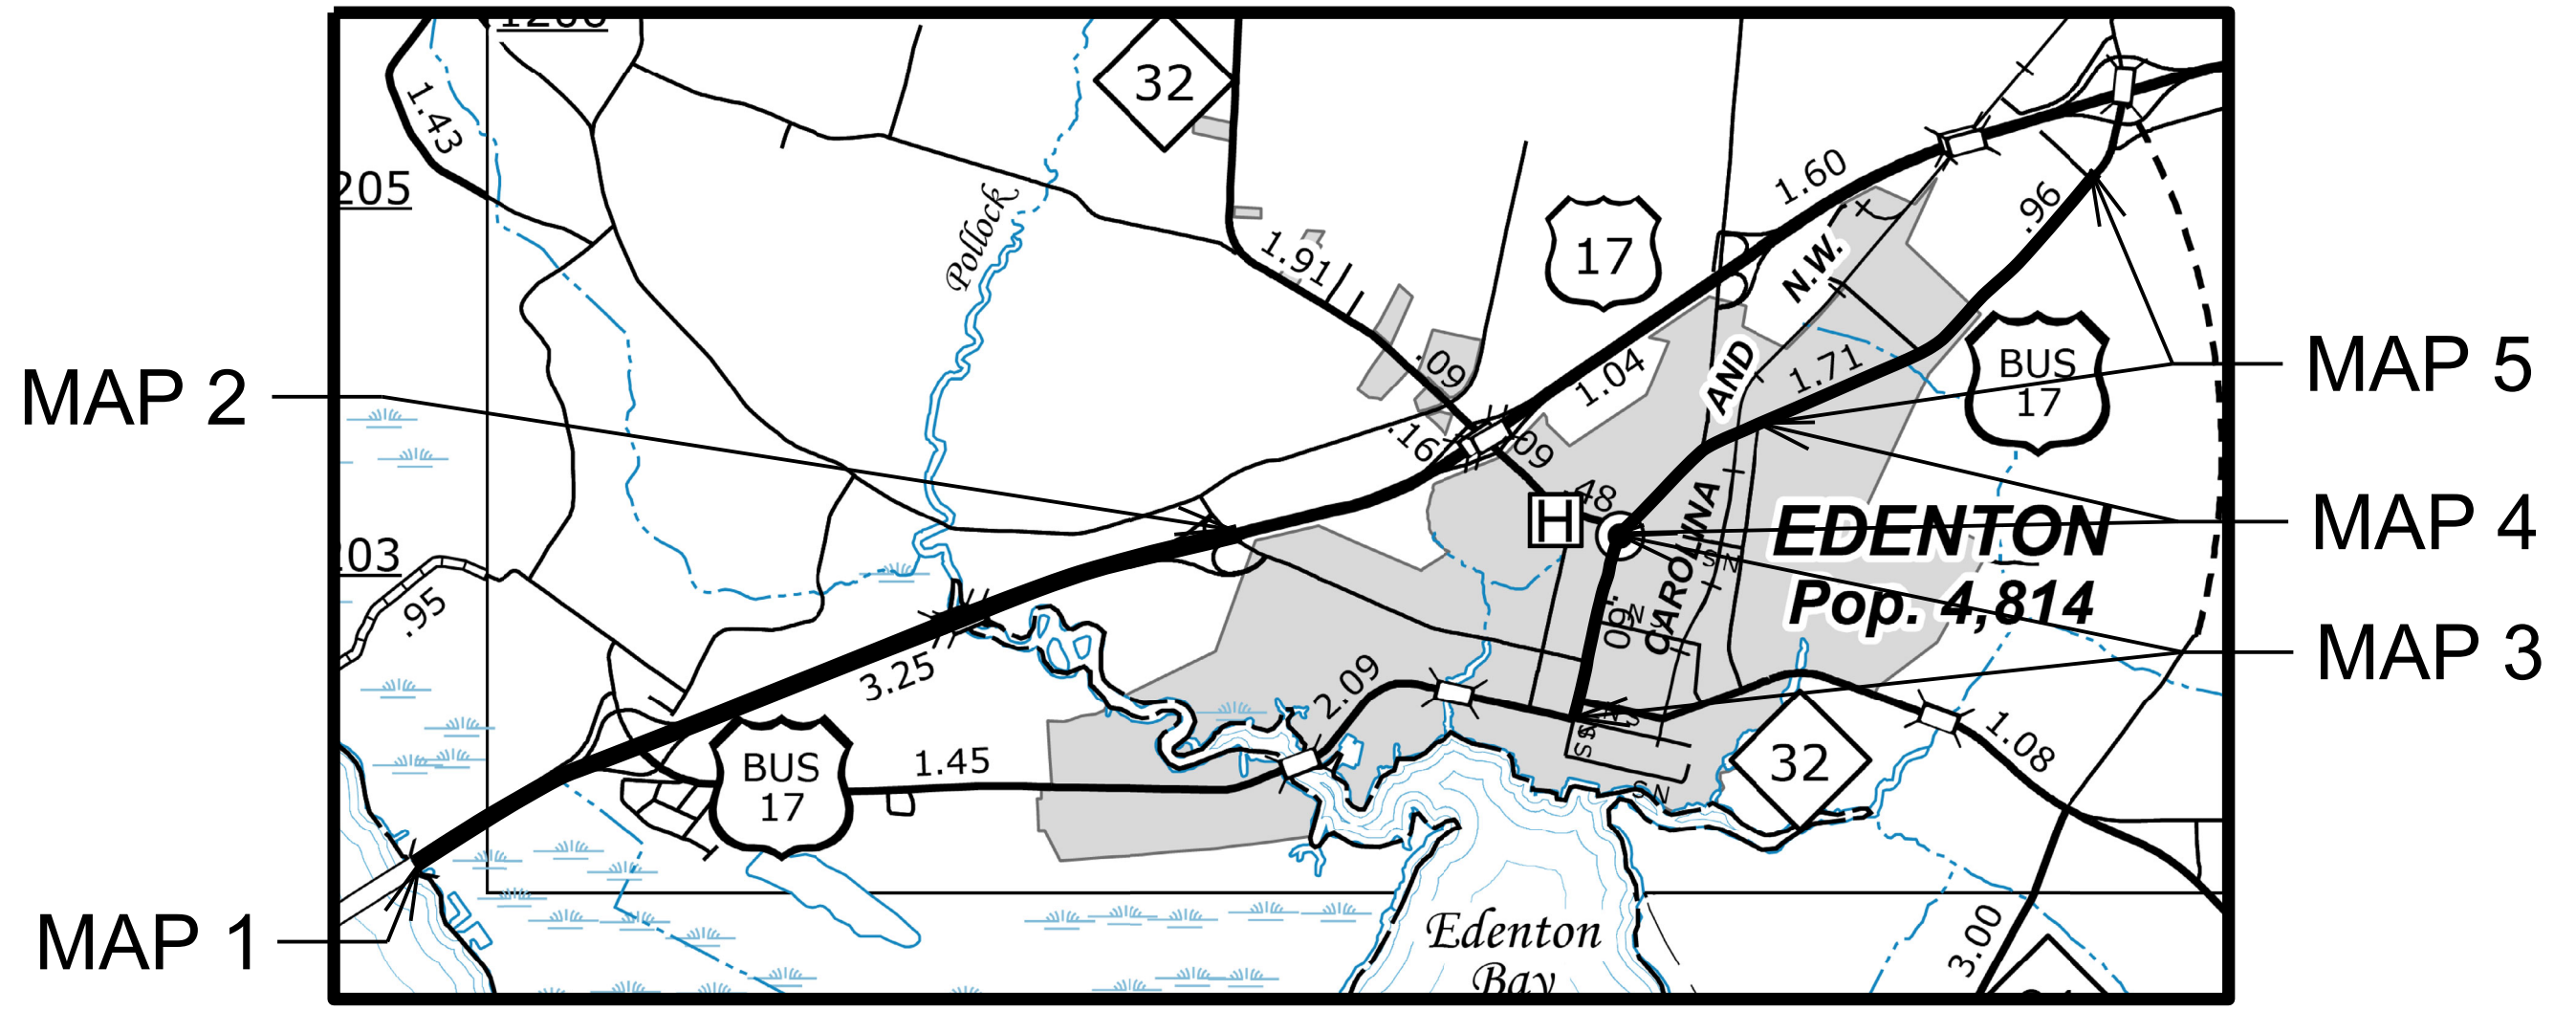 32
1.43
205
Pollock
1.91
17
1.60
N.W.
.96
.09
1.04
AND
1.71
BUS
17
MAP 5
MAP 2
.16
09
.48
H
CAROLINA
EDENTON
Pop. 4,814
MAP 4
S N
.60
MAP 3
.95
3.25
2.09
BUS
17
1.45
32
1.08
S N
MAP 1
Edenton
Bay
3.00